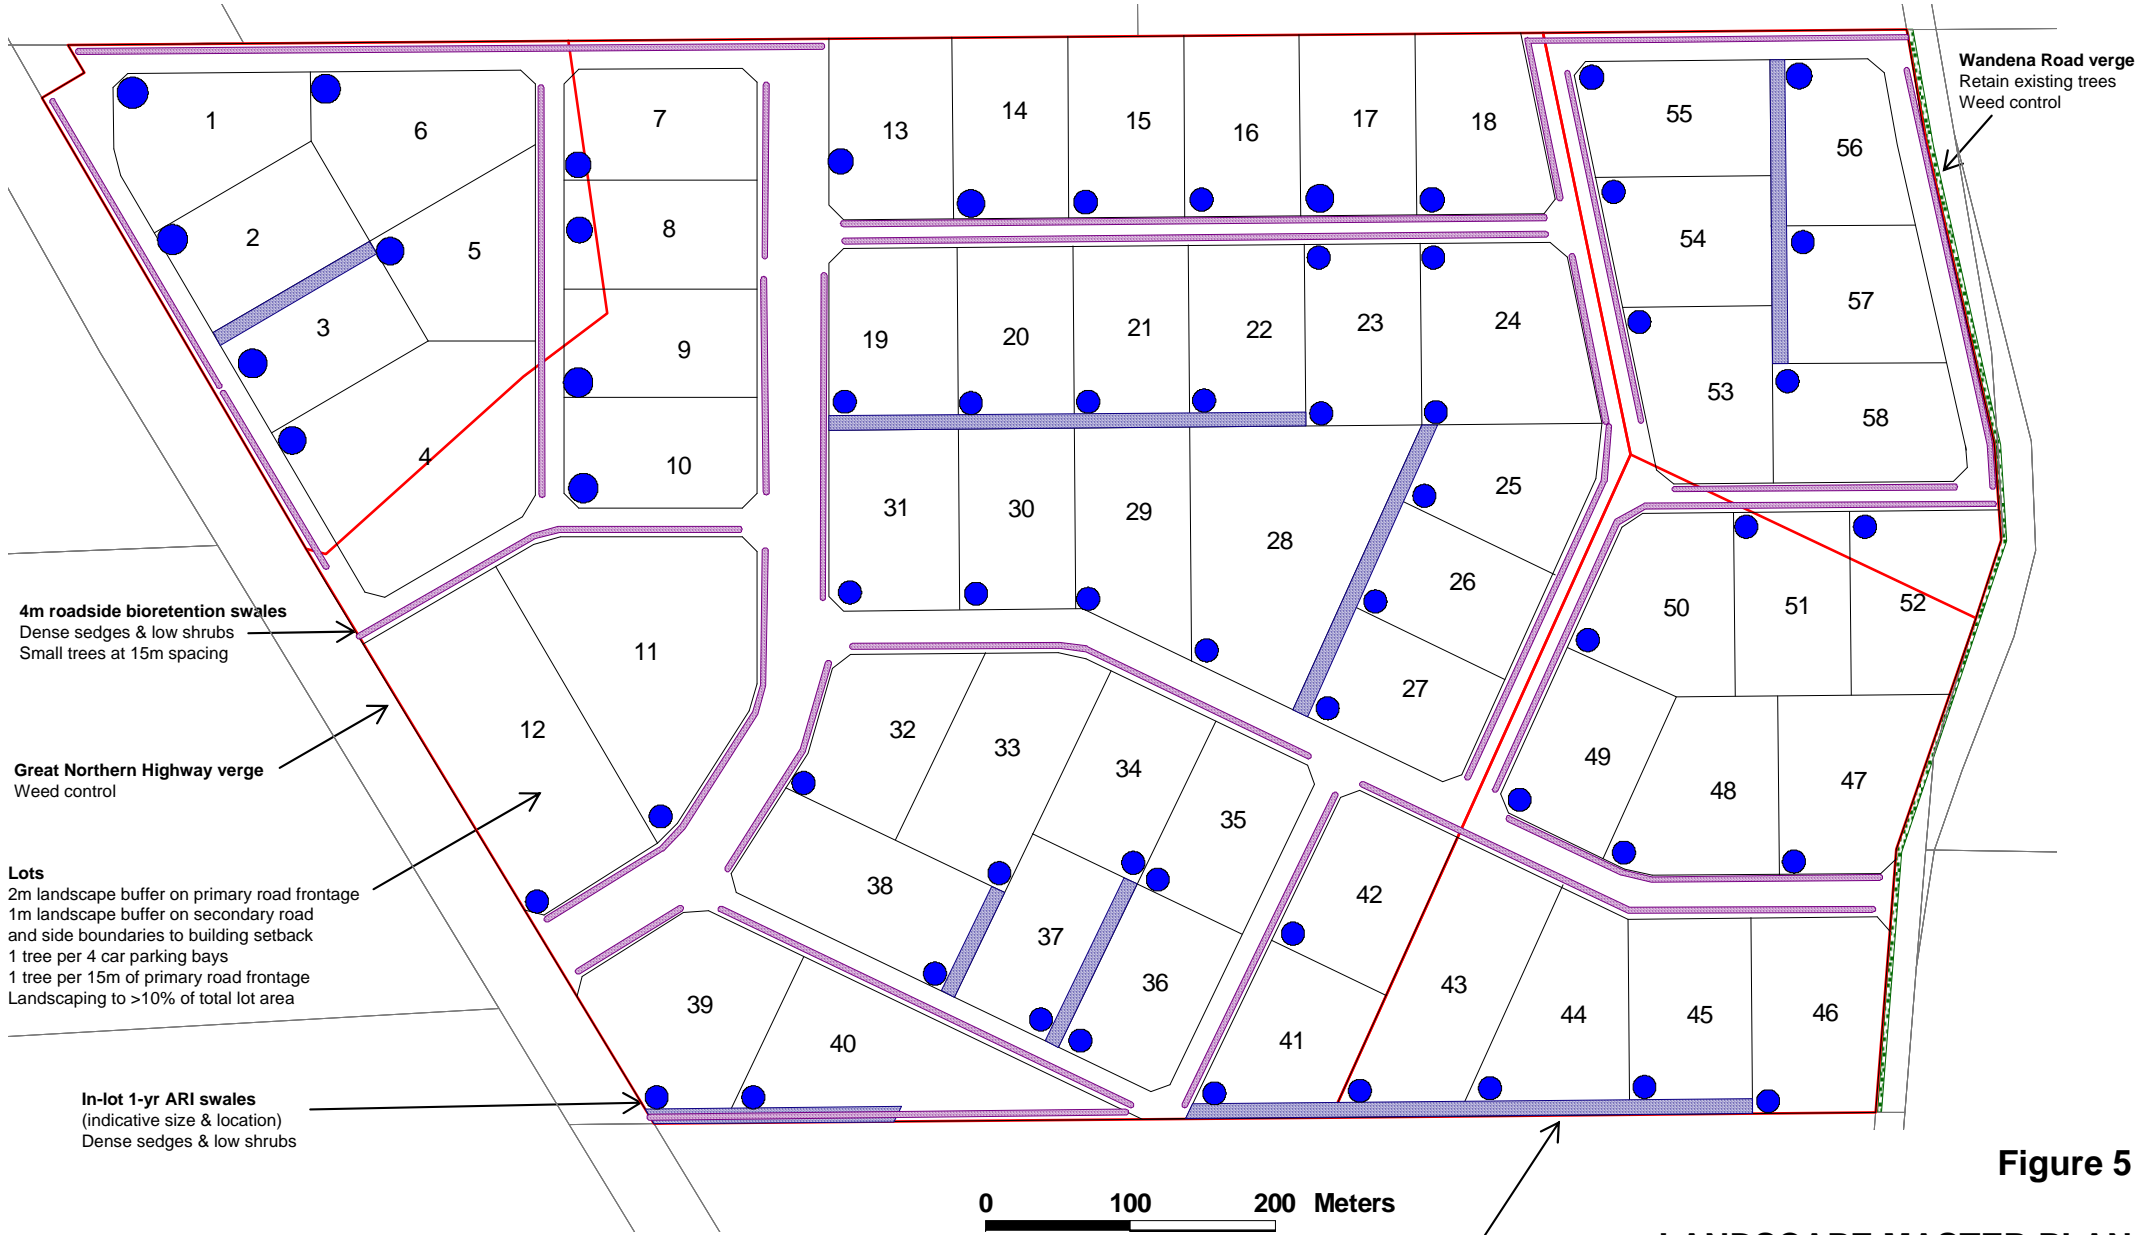 Wandena Road verge
Retain existing trees
Weed control
1
6
7
13
14
15
16
17
18
55
56
2
5
8
54
57
3
9
19
20
21
22
23
24
53
58
4
10
31
30
29
28
25
26
27
50
51
52
4m roadside bioretention swales
Dense sedges & low shrubs
Small trees at 15m spacing
11
12
32
33
34
35
49
48
47
Great Northern Highway verge
Weed control
Lots
2m landscape buffer on primary road frontage
1m landscape buffer on secondary road
and side boundaries to building setback
1 tree per 4 car parking bays
1 tree per 15m of primary road frontage
Landscaping to >10% of total lot area
38
37
36
42
43
44
45
46
39
40
41
In-lot 1-yr ARI swales
(indicative size & location)
Dense sedges & low shrubs
Figure 5
0 100 200 Meters
LANDSCAPE MASTER PLAN